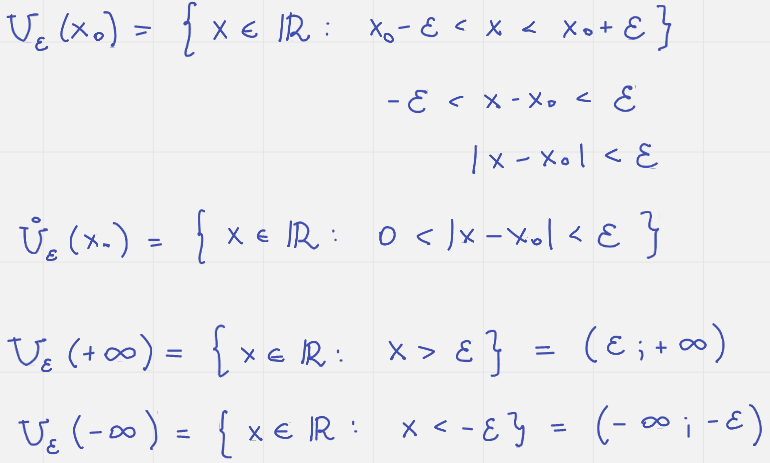 U_ε (x₀) = { x ∈ ℝ : x₀ - ε < x < x₀ + ε }
-ε < x - x₀ < ε
| x - x₀ | < ε
Ů_ε (x₀) = { x ∈ ℝ : 0 < | x - x₀ | < ε }
U_ε (+∞) = { x ∈ ℝ : x > ε } = (ε ; +∞)
U_ε (-∞) = { x ∈ ℝ : x < -ε } = (-∞ ; -ε)